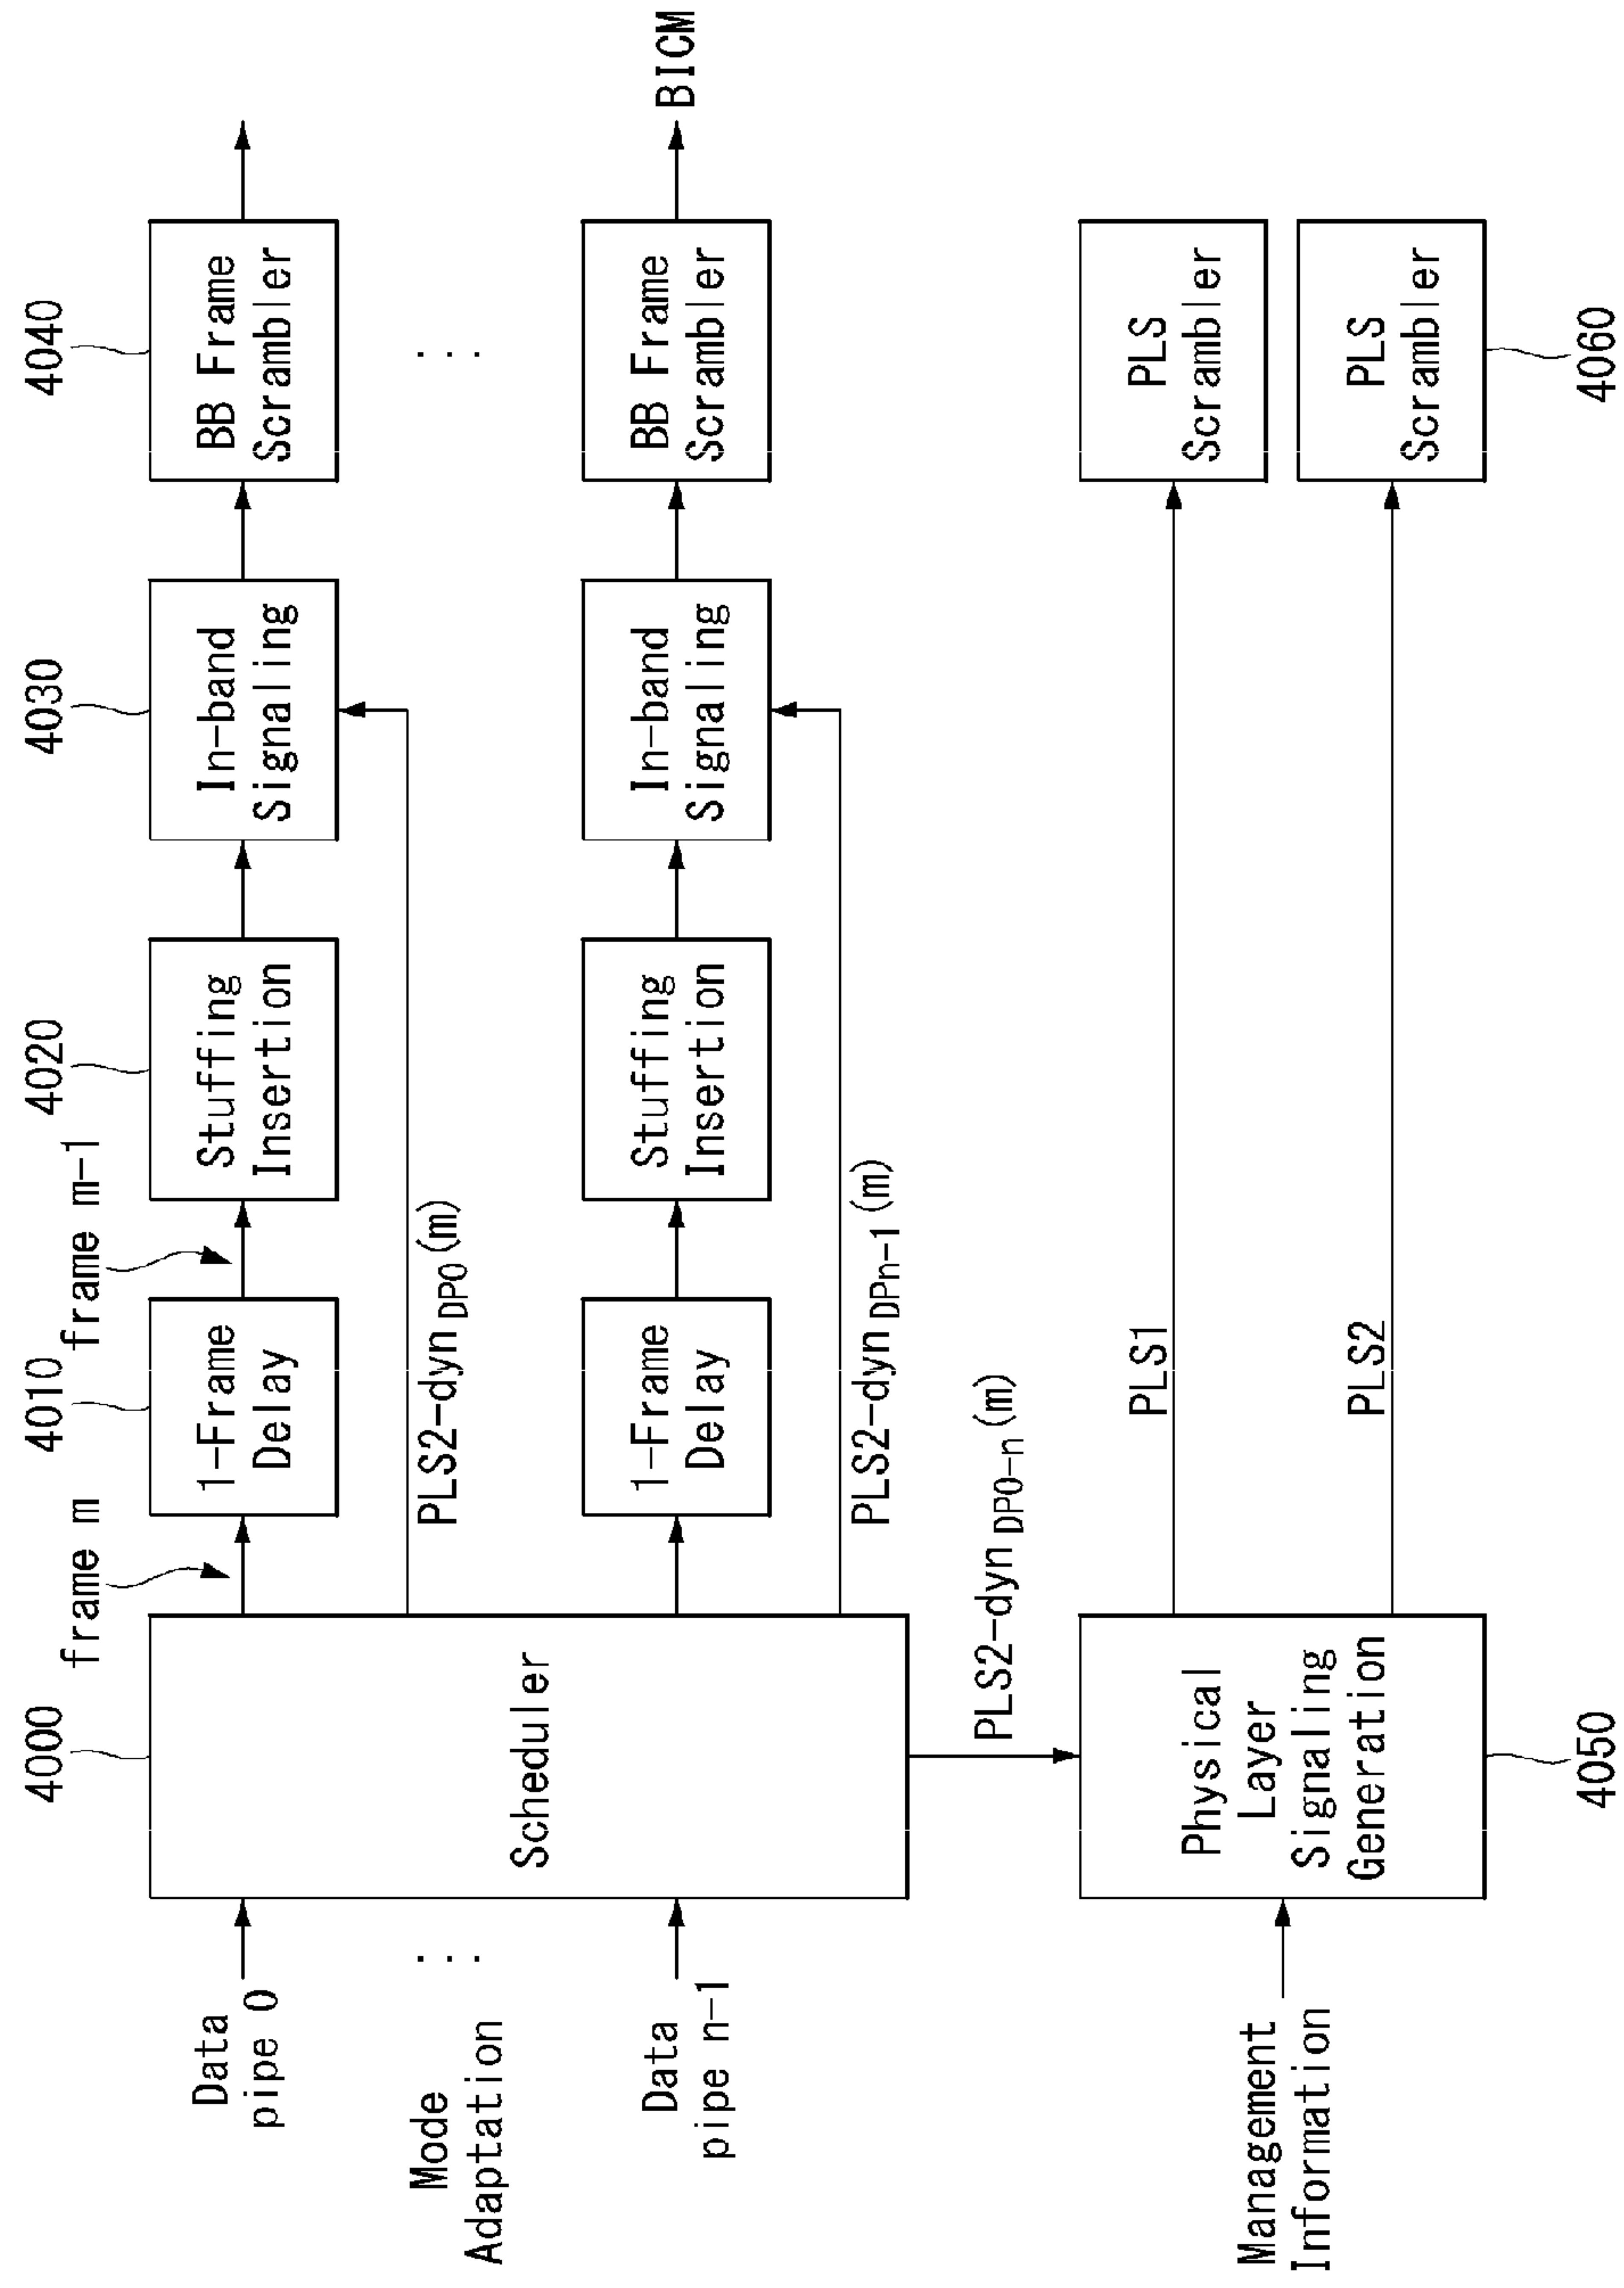 4000
4010
4020
4030
4040
frame m
frame m-1
Data
pipe 0
Scheduler
1-Frame
Delay
Stuffing
Insertion
In-band
Signaling
BB Frame
Scrambler
PLS2-dyn DP0 (m)
Mode
Adaptation
...
...
Data
pipe n-1
1-Frame
Delay
Stuffing
Insertion
In-band
Signaling
BB Frame
Scrambler
BICM
PLS2-dyn DPn-1 (m)
PLS2-dyn DP0-n (m)
Management
Information
Physical
Layer
Signaling
Generation
PLS1
PLS
Scrambler
PLS2
PLS
Scrambler
4050
4060